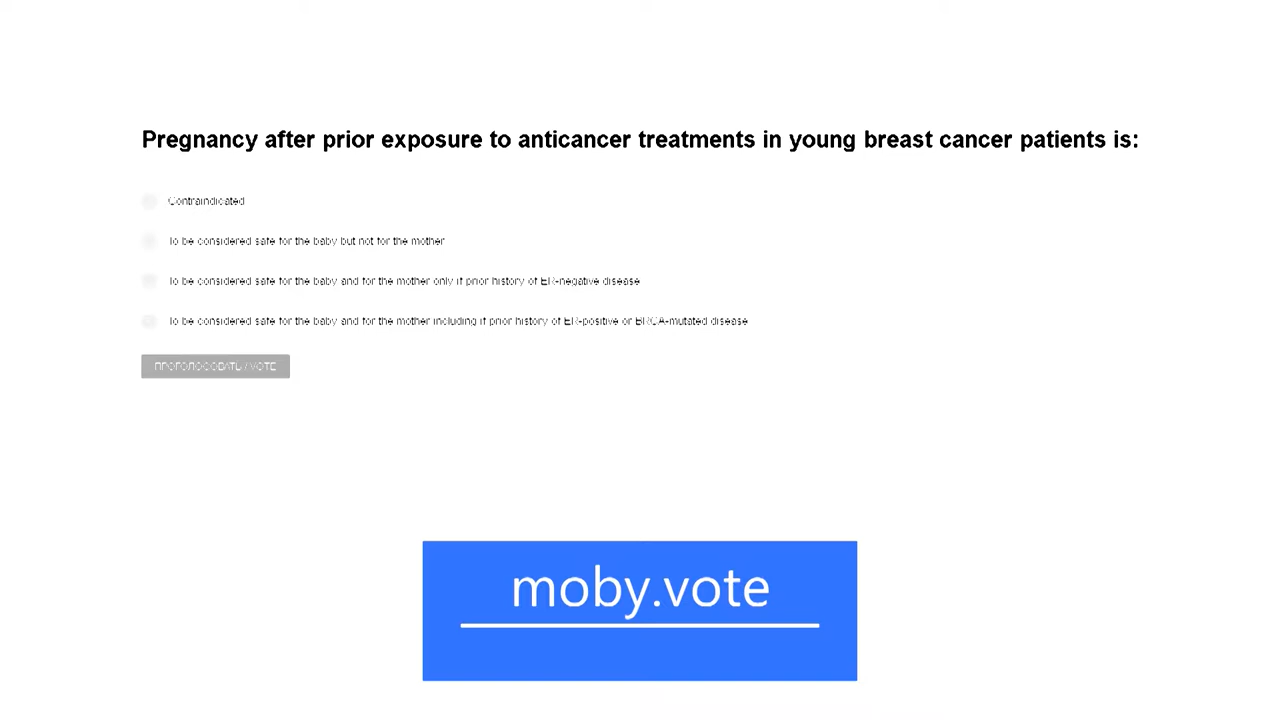 Pregnancy after prior exposure to anticancer treatments in young breast cancer patients is:
Contraindicated
To be considered safe for the baby but not for the mother
To be considered safe for the baby and for the mother only if prior history of ER-negative disease
To be considered safe for the baby and for the mother including if prior history of ER-positive or BRCA-mutated disease
ПРОГОЛОСОВАТЬ / VOTE
moby.vote